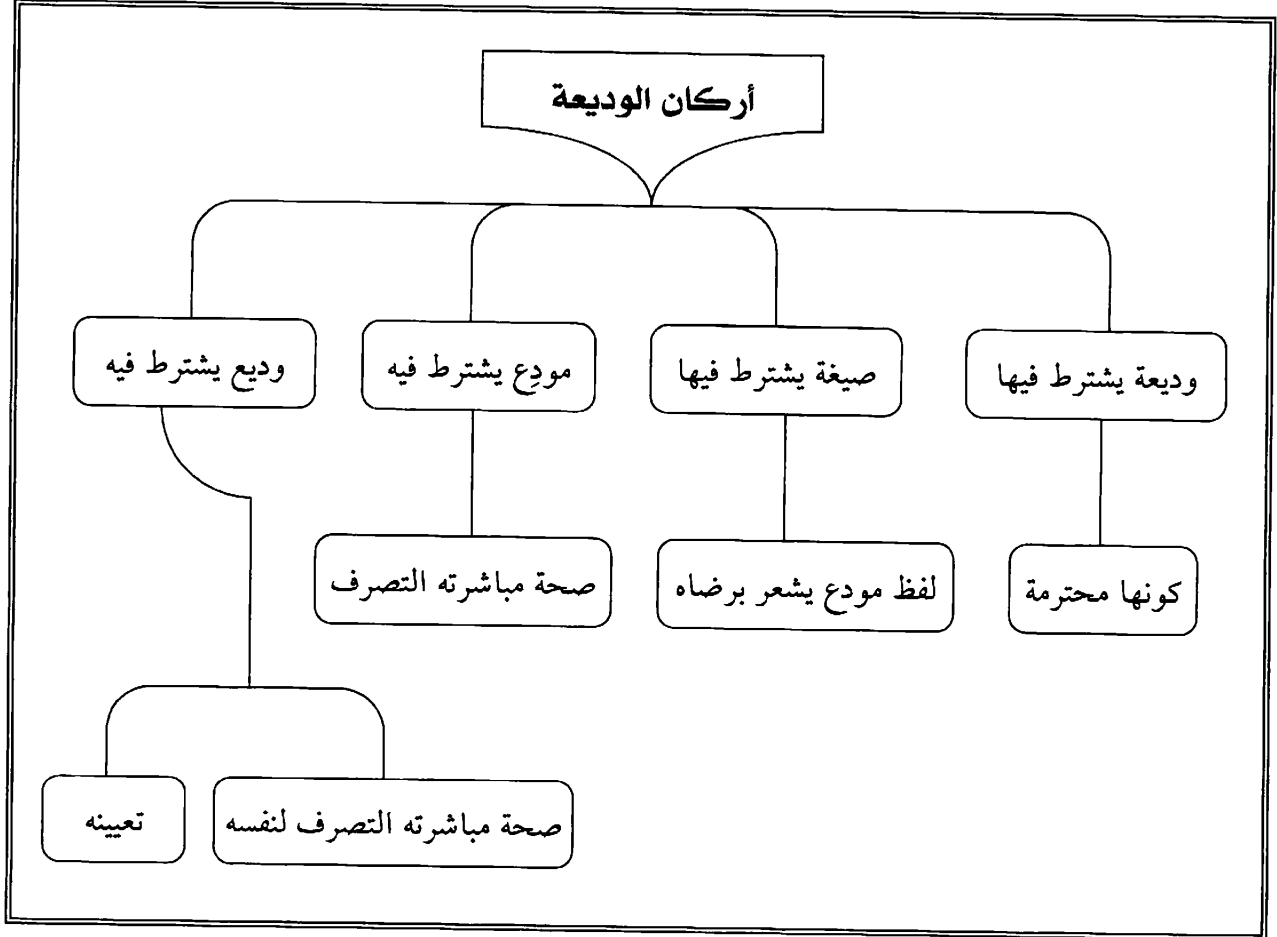 أركان الوديعة
وديعة يشترط فيها
صيغة يشترط فيها
مودِع يشترط فيه
وديع يشترط فيه
كونها محترمة
لفظ مودع يشعر برضاه
صحة مباشرته التصرف
صحة مباشرته التصرف لنفسه
تعيينه